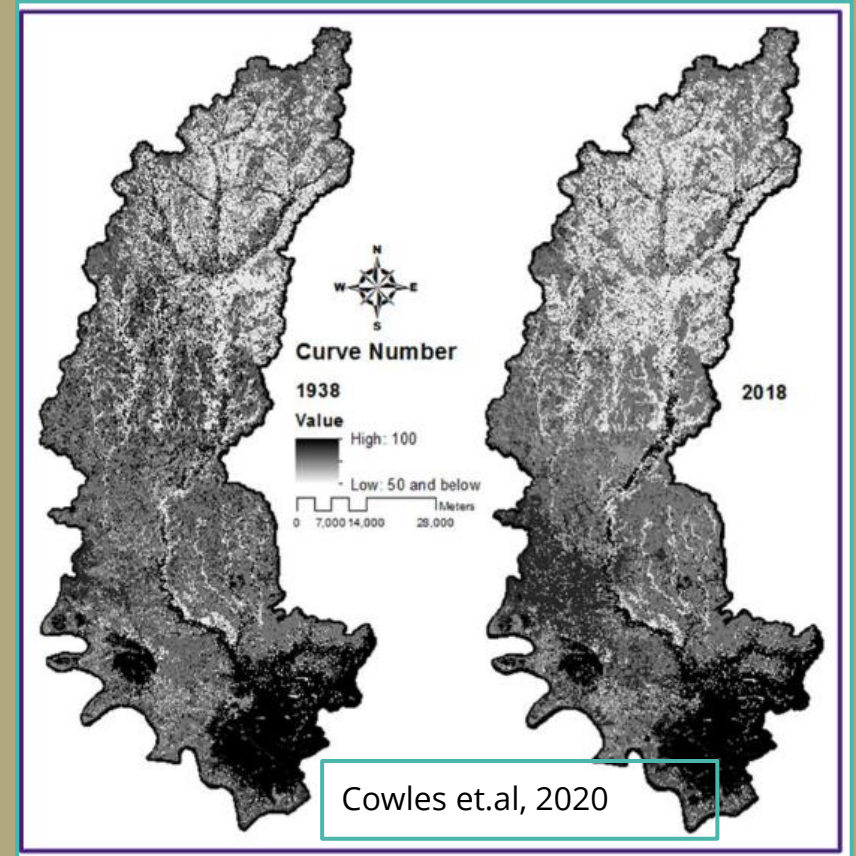 N
W E
S
Curve Number
1938
Value
High: 100
Low: 50 and below
Meters
0 7,000 14,000 28,000
2018
Cowles et.al, 2020